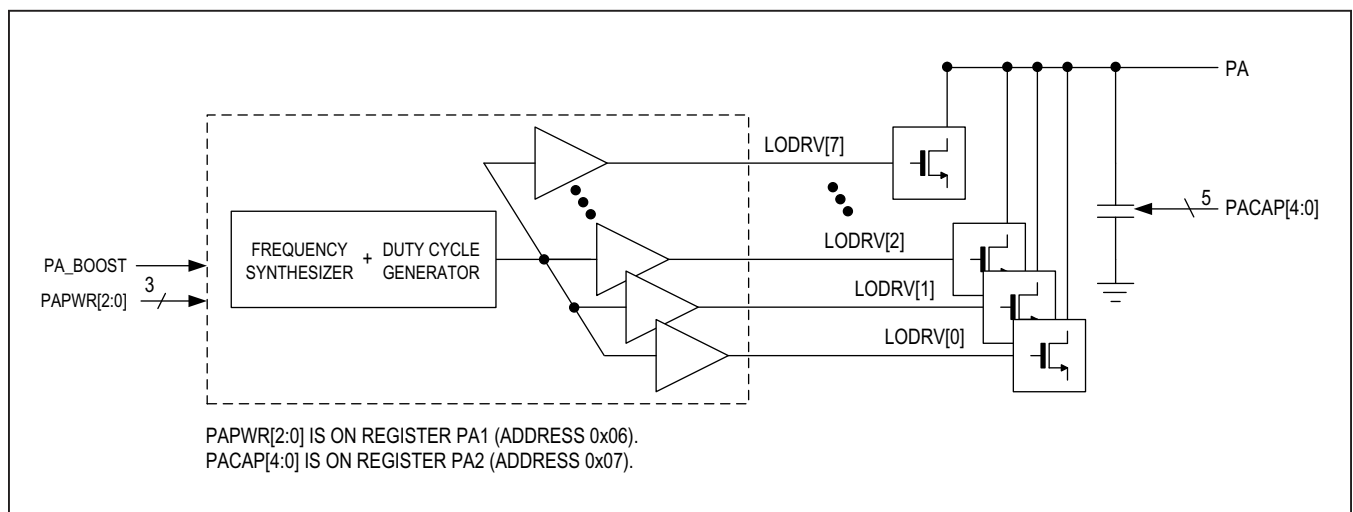 PA
LODRV[7]
5
PACAP[4:0]
LODRV[2]
FREQUENCY
SYNTHESIZER
+
DUTY CYCLE
GENERATOR
PA_BOOST
3
PAPWR[2:0]
LODRV[1]
LODRV[0]
PAPWR[2:0] IS ON REGISTER PA1 (ADDRESS 0x06).
PACAP[4:0] IS ON REGISTER PA2 (ADDRESS 0x07).